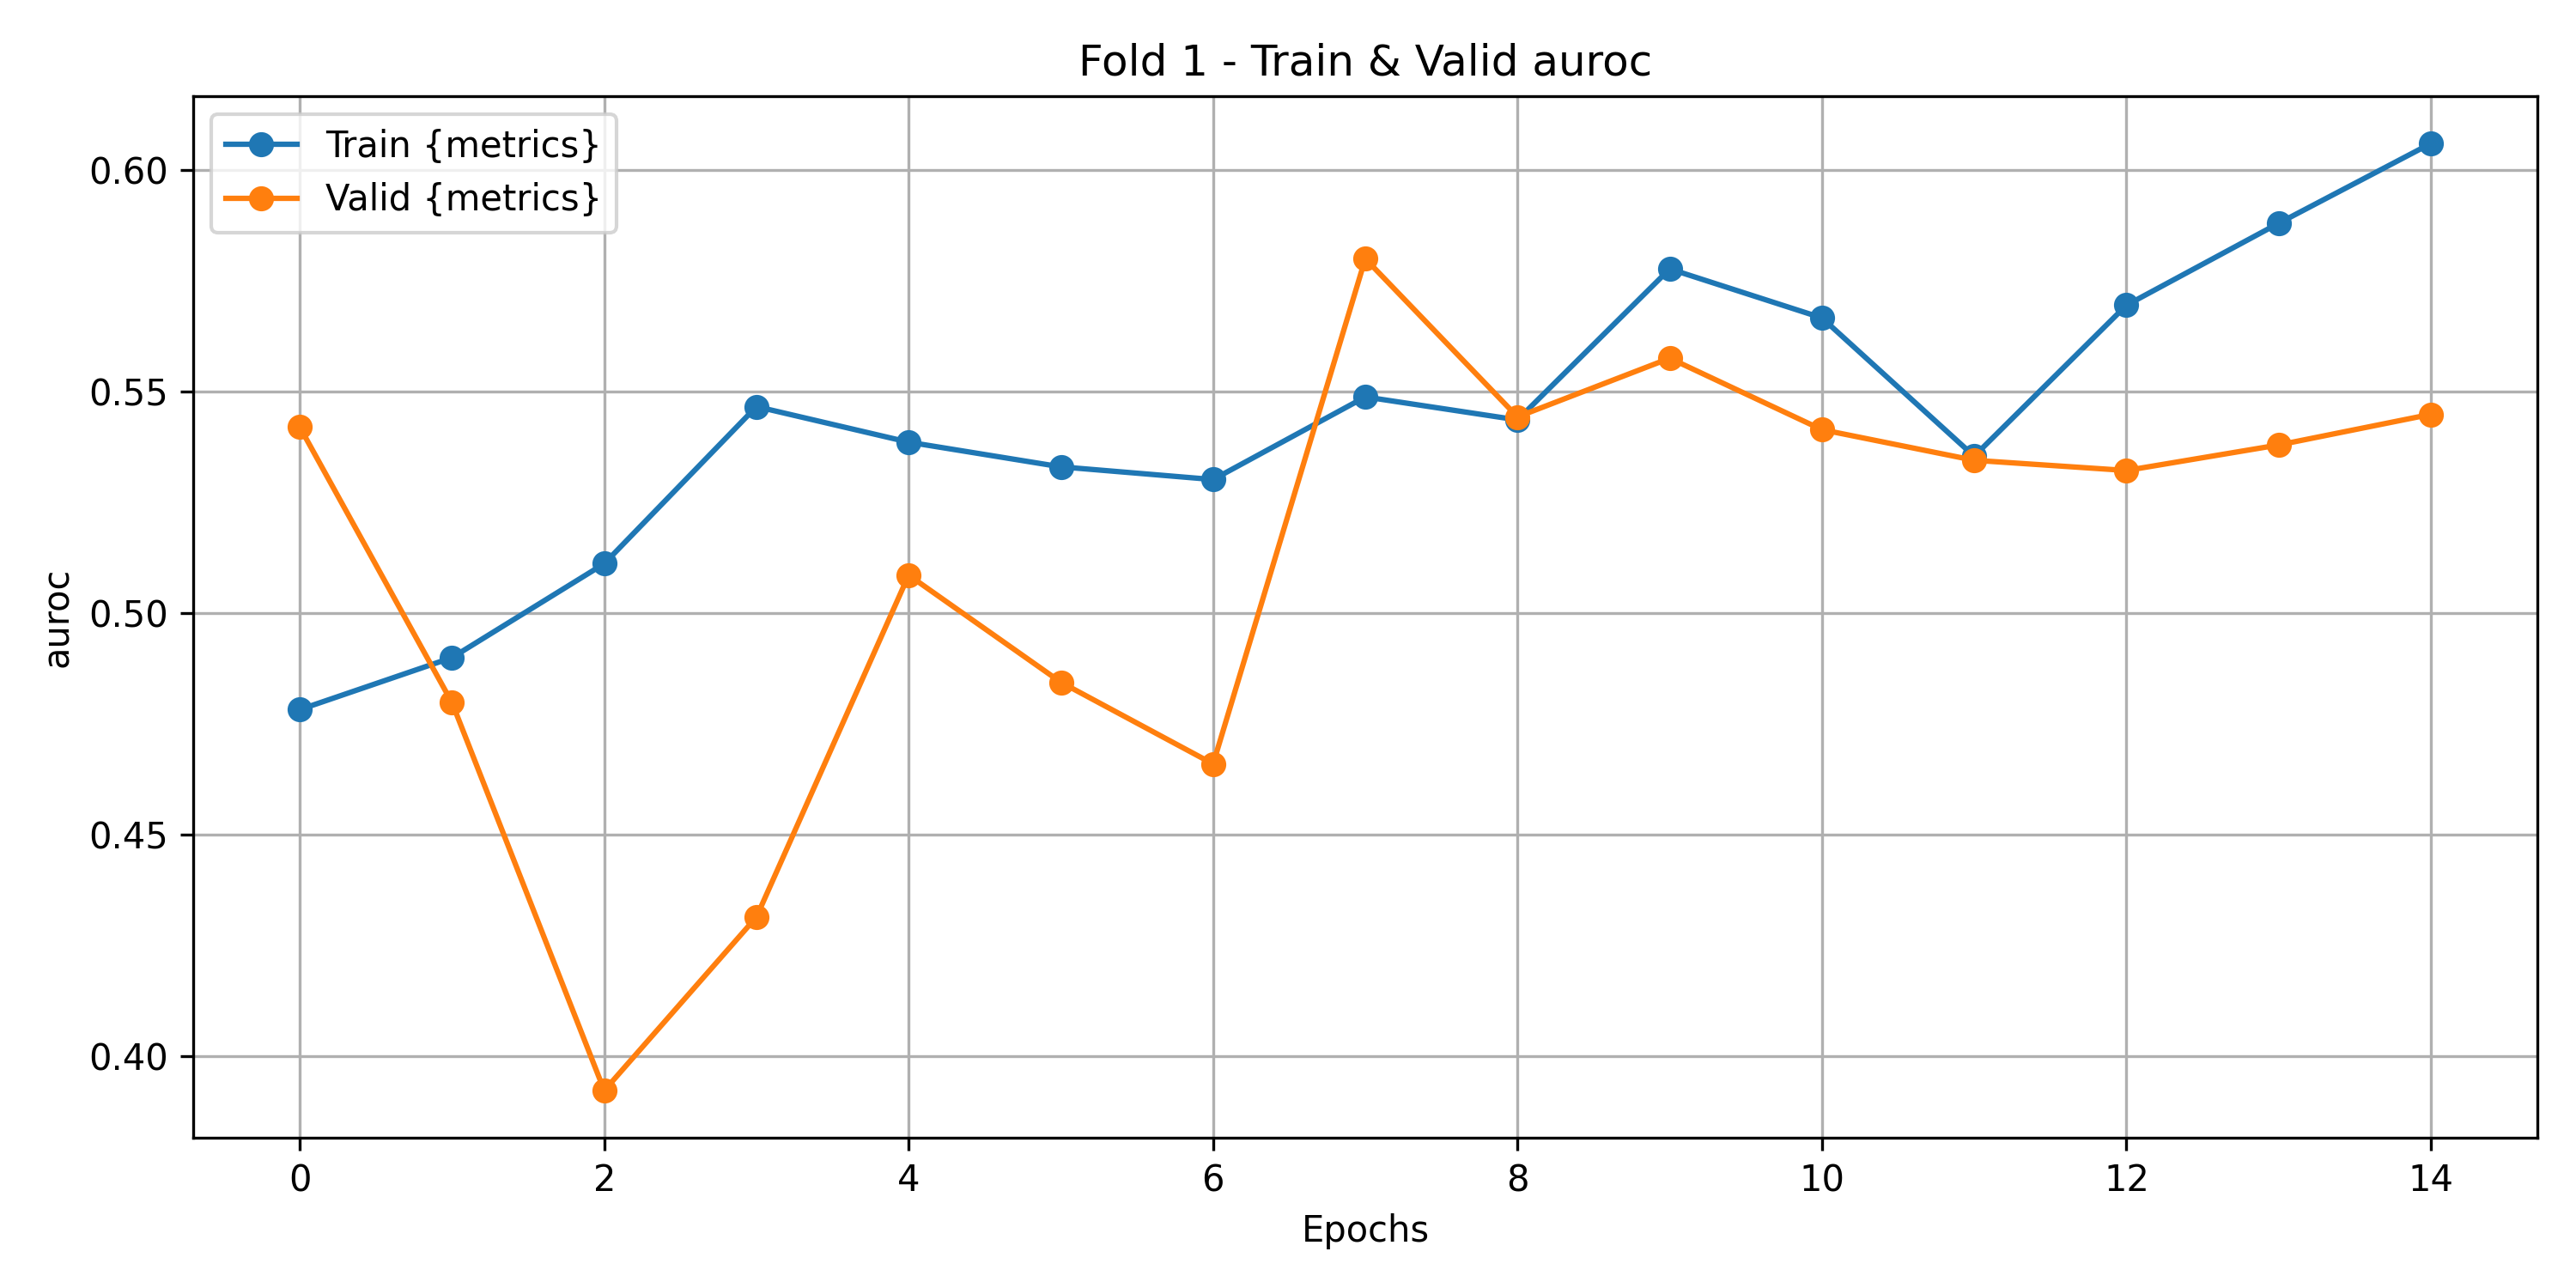 Fold 1 - Train & Valid auroc
Train {metrics}
Valid {metrics}
0.60
0.55
0.50
0.45
0.40
auroc
0 2 4 6 8 10 12 14
Epochs